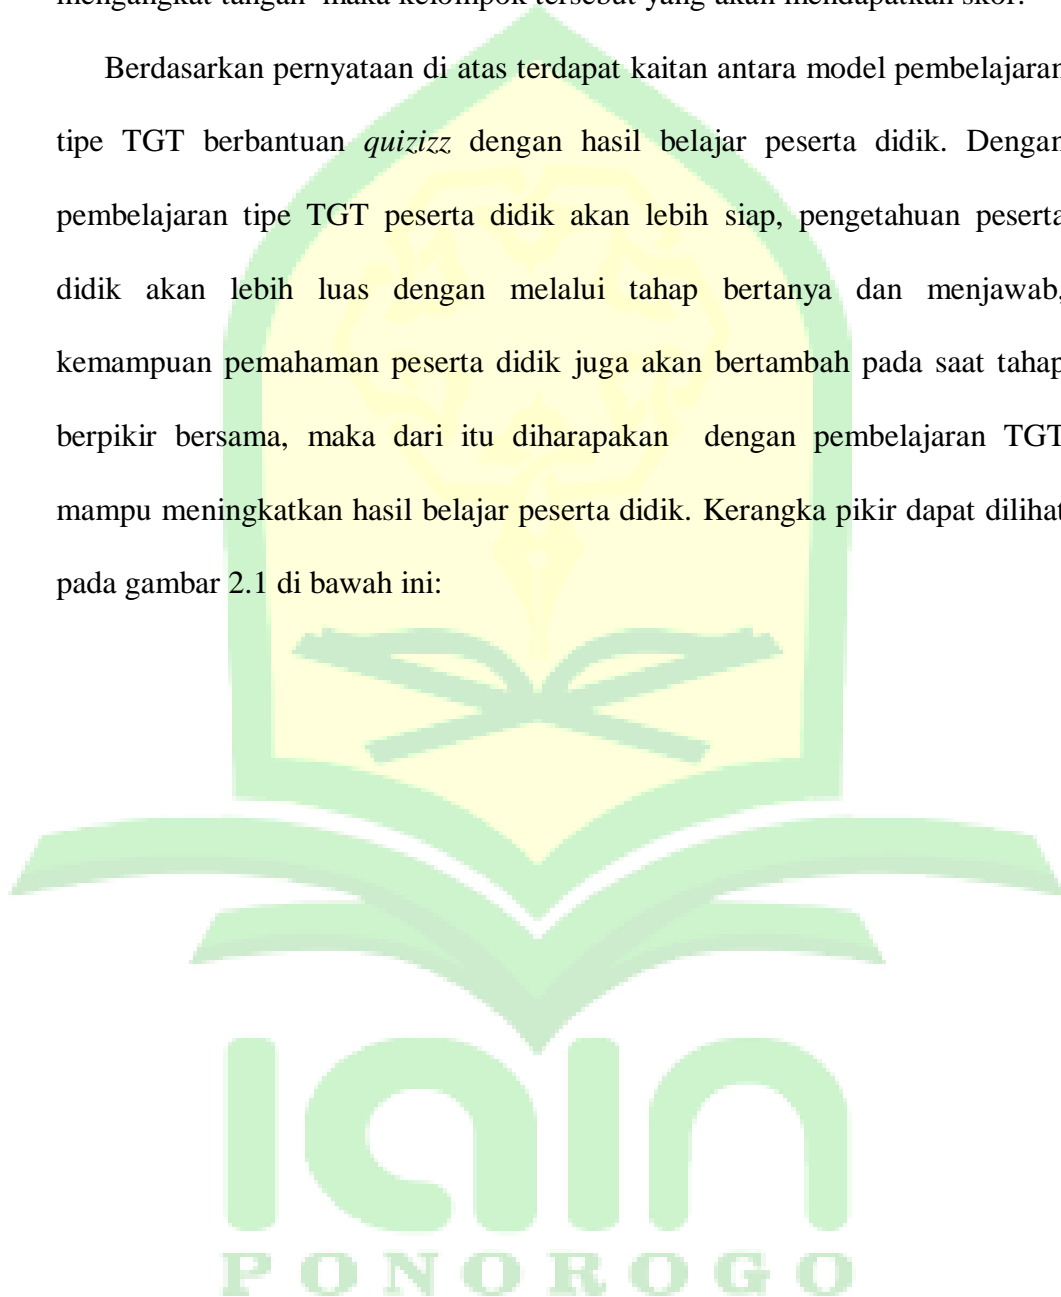 mengangkat tangan maka kelompok tersebut yang akan mendapatkan skor.
Berdasarkan pernyataan di atas terdapat kaitan antara model pembelajaran
tipe TGT berbantuan quizizz dengan hasil belajar peserta didik. Dengan
pembelajaran tipe TGT peserta didik akan lebih siap, pengetahuan peserta
didik akan lebih luas dengan melalui tahap bertanya dan menjawab,
kemampuan pemahaman peserta didik juga akan bertambah pada saat tahap
berpikir bersama, maka dari itu diharapakan dengan pembelajaran TGT
mampu meningkatkan hasil belajar peserta didik. Kerangka pikir dapat dilihat
pada gambar 2.1 di bawah ini:
iain
PONOROGO